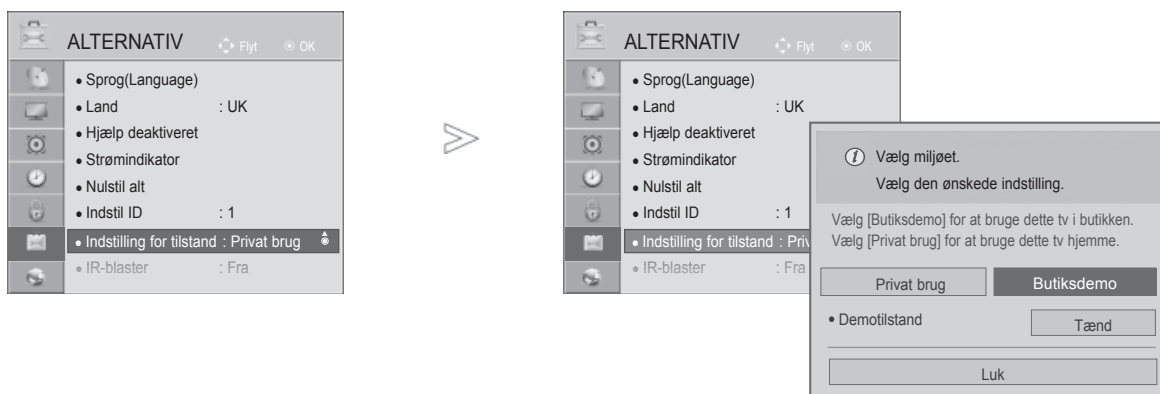 ALTERNATIV Flyt OK
• Sprog(Language)
• Land : UK
• Hjælp deaktiveret
• Strømindikator
• Nulstil alt
• Indstil ID : 1
• Indstilling for tilstand : Privat brug
• IR-blaster : Fra
ALTERNATIV Flyt OK
• Sprog(Language)
• Land : UK
• Hjælp deaktiveret
• Strømindikator
• Nulstil alt
• Indstil ID : 1
• Indstilling for tilstand : Priv
• IR-blaster : Fra
i Vælg miljøet.
Vælg den ønskede indstilling.
Vælg [Butiksdemo] for at bruge dette tv i butikken.
Vælg [Privat brug] for at bruge dette tv hjemme.
Privat brug Butiksdemo
• Demotilstand Tænd
Luk